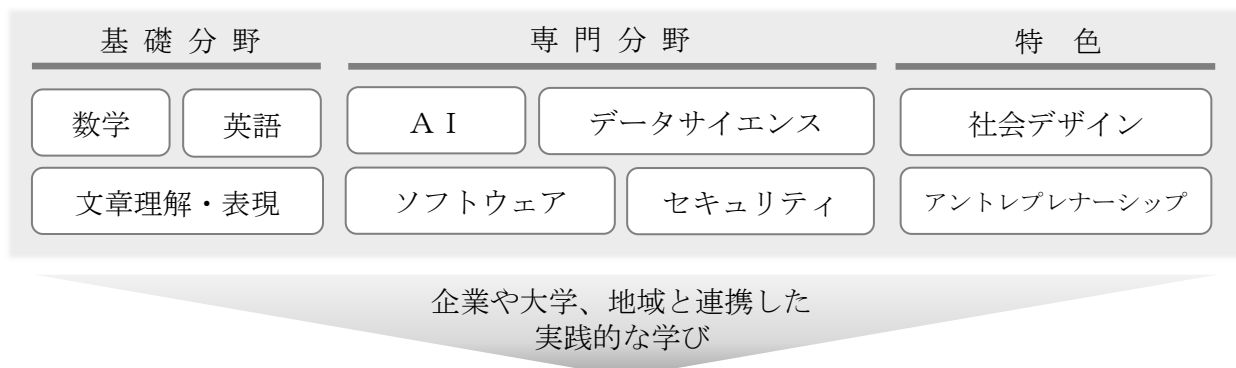 基礎分野
専門分野
特色
数学
英語
AI
データサイエンス
社会デザイン
文章理解・表現
ソフトウェア
セキュリティ
アントレプレナーシップ
企業や大学、地域と連携した
実践的な学び